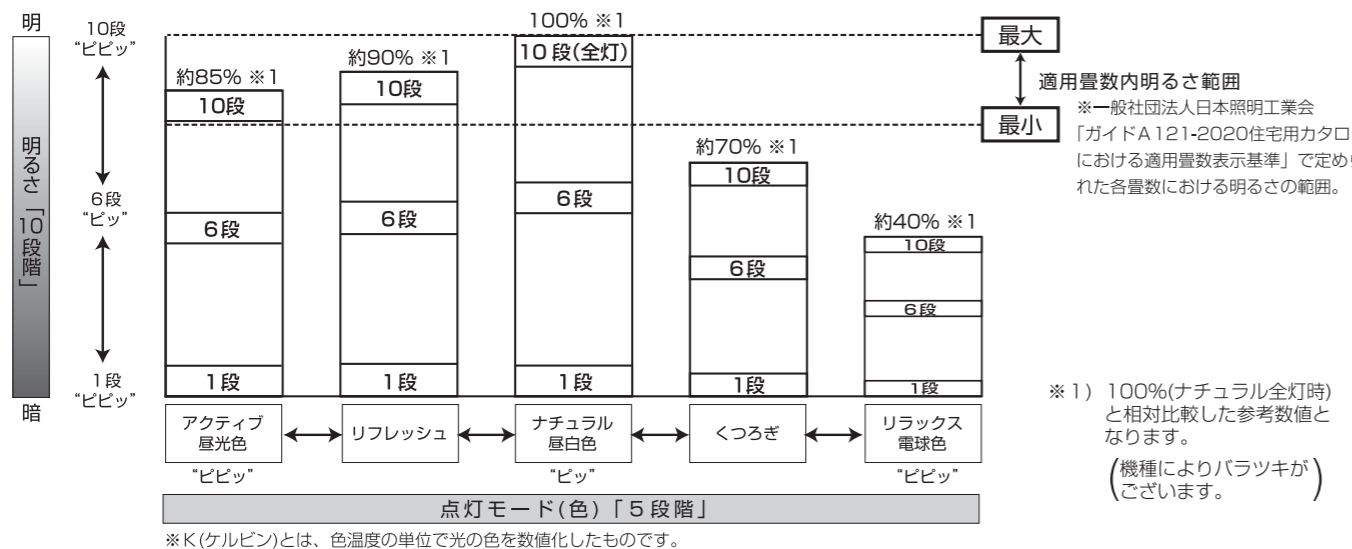 明
10段
“ピピッ”
6段
“ピッ”
1段
“ピピッ”
暗
明るさ「10段階」
約85% ※1
10段
6段
1段
約90% ※1
10段
6段
1段
100% ※1
10段(全灯)
6段
1段
約70% ※1
10段
6段
1段
約40% ※1
10段
6段
1段
最大
適用畳数内明るさ範囲
最小
※一般社団法人日本照明工業会
「ガイドA121-2020住宅用カタロ
における適用畳数表示基準」で定め
れた各畳数における明るさの範囲。
アクティブ
昼光色
リフレッシュ
ナチュラル
昼白色
くつろぎ
リラックス
電球色
“ピピッ”
“ピッ”
“ピピッ”
点灯モード(色)「5段階」
※K(ケルビン)とは、色温度の単位で光の色を数値化したものです。
※1) 100%(ナチュラル全灯時)
と相対比較した参考数値と
なります。
(機種によりバラツキが
ございます。)